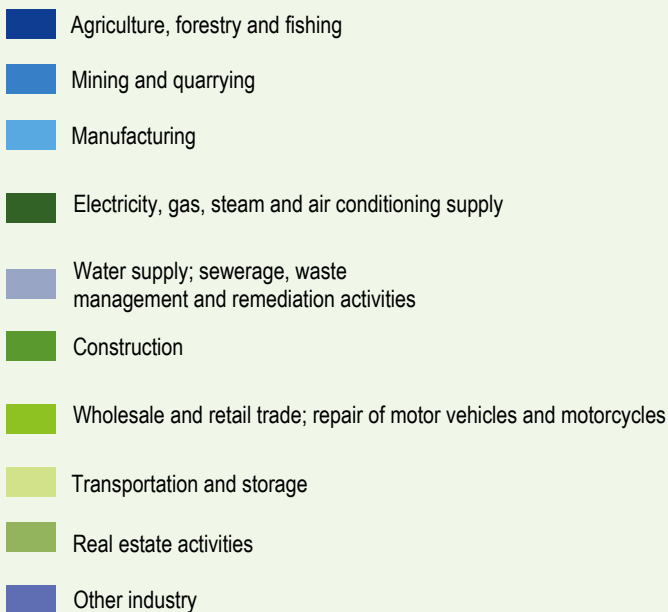 Agriculture, forestry and fishing
Mining and quarrying
Manufacturing
Electricity, gas, steam and air conditioning supply
Water supply; sewerage, waste
management and remediation activities
Construction
Wholesale and retail trade; repair of motor vehicles and motorcycles
Transportation and storage
Real estate activities
Other industry